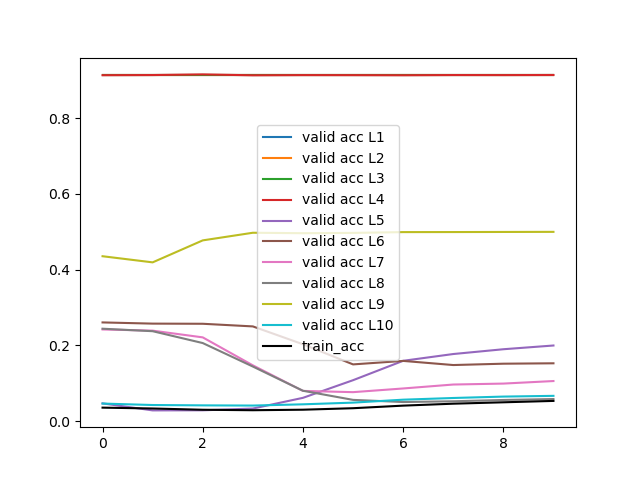 0.8
0.6
0.4
0.2
0.0
valid acc L1
valid acc L2
valid acc L3
valid acc L4
valid acc L5
valid acc L6
valid acc L7
valid acc L8
valid acc L9
valid acc L10
train_acc
0 2 4 6 8